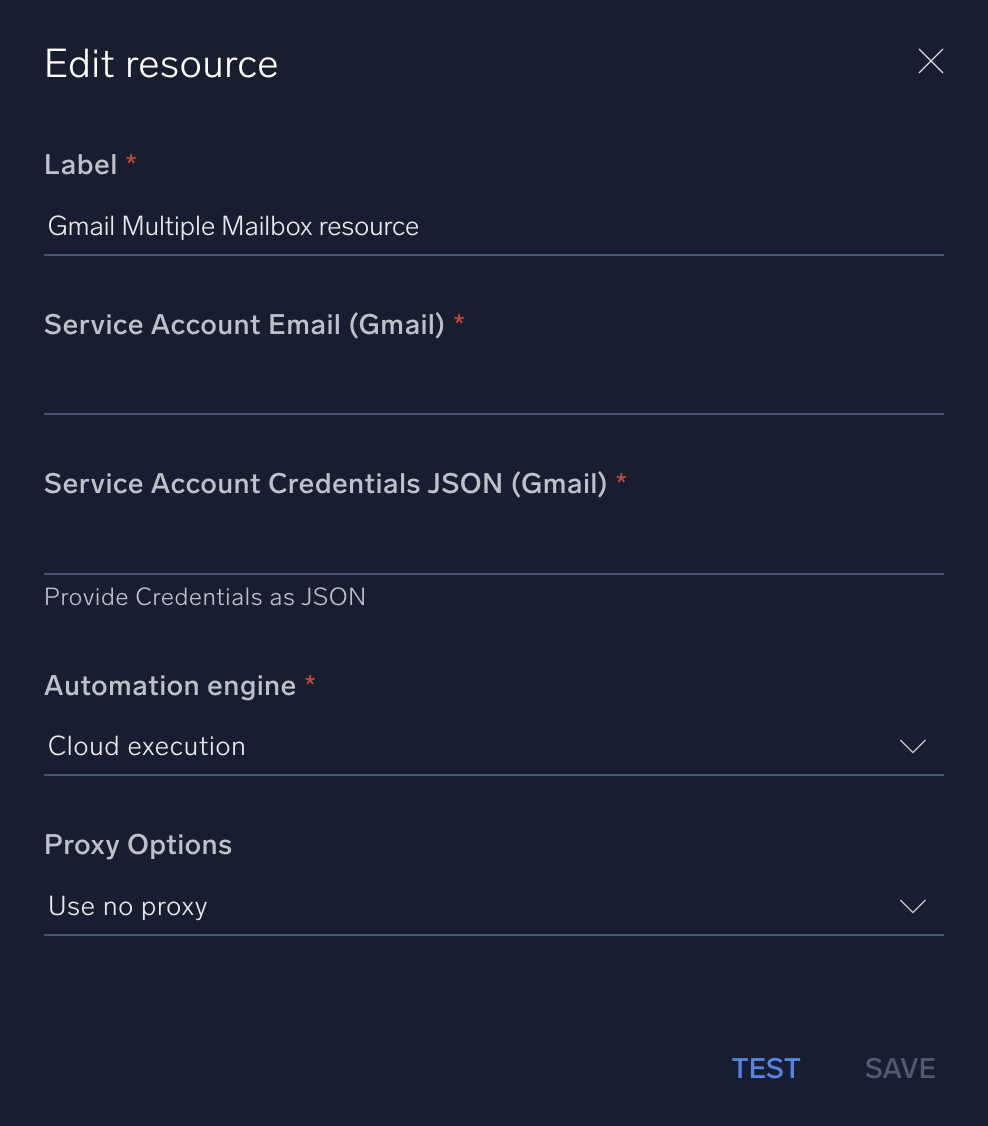 Edit resource
Label *
Gmail Multiple Mailbox resource
Service Account Email (Gmail) *
Service Account Credentials JSON (Gmail) *
Provide Credentials as JSON
Automation engine *
Cloud execution
Proxy Options
Use no proxy
TEST SAVE